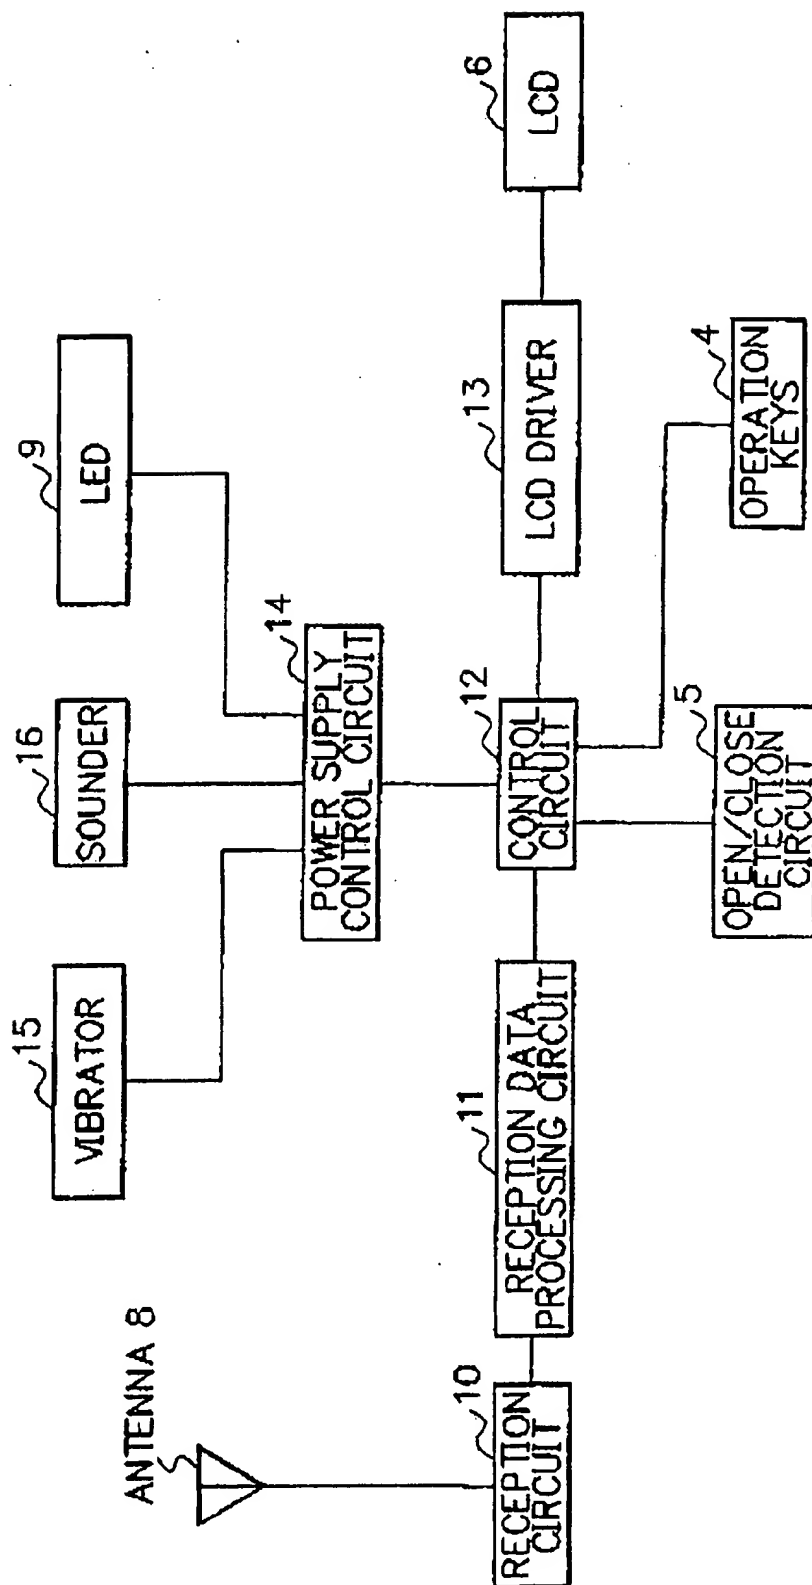 15
VIBRATOR
16
SOUNDER
9
LED
ANTENNA 8
14
POWER SUPPLY
CONTROL CIRCUIT
10
RECEPTION
CIRCUIT
11
RECEPTION DATA
PROCESSING CIRCUIT
12
CONTROL
CIRCUIT
13
LCD DRIVER
6
LCD
5
OPEN/CLOSE
DETECTION
CIRCUIT
4
OPERATION
KEYS